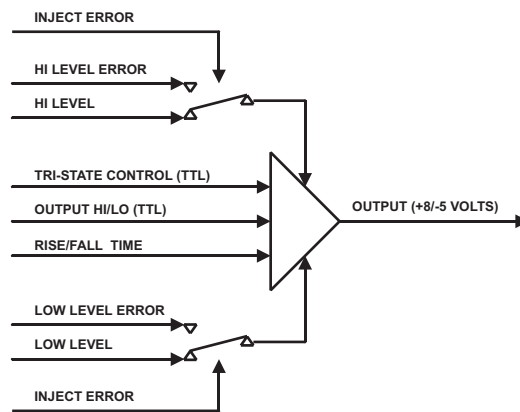 INJECT ERROR
HI LEVEL ERROR
HI LEVEL
TRI-STATE CONTROL (TTL)
OUTPUT HI/LO (TTL)
OUTPUT (+8/-5 VOLTS)
RISE/FALL TIME
LOW LEVEL ERROR
LOW LEVEL
INJECT ERROR